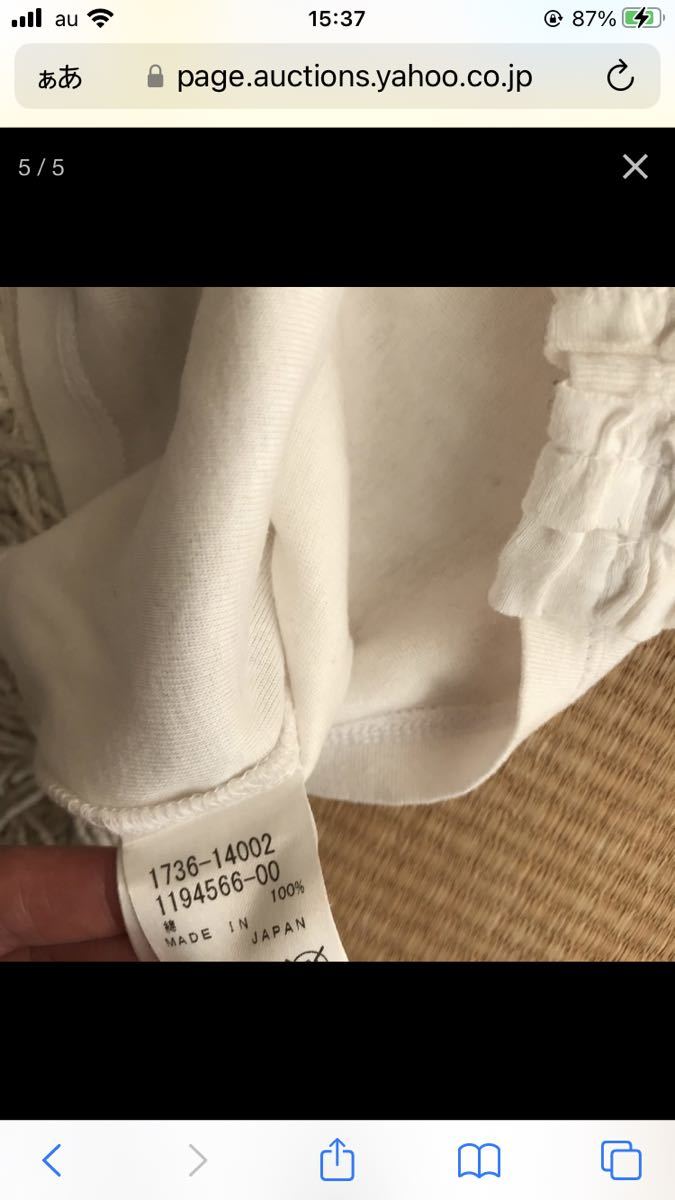 au
15:37
87%
ぁあ
page.auctions.yahoo.co.jp
5 / 5
1736-14002
1194566-00
綿 100%
MADE IN JAPAN